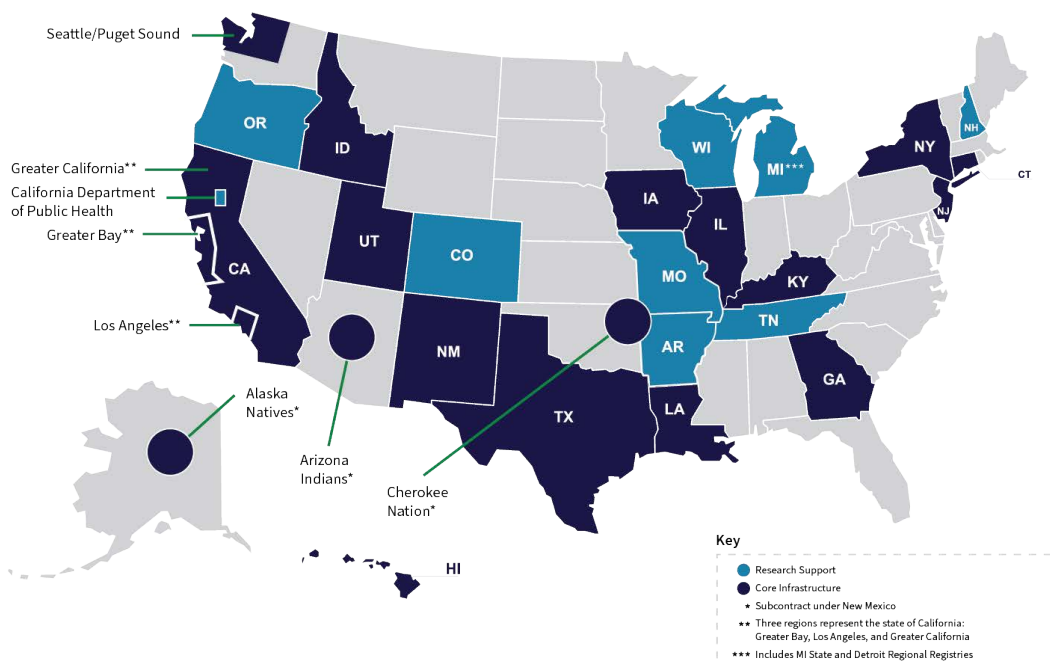 Seattle/Puget Sound
OR
ID
WI
MI***
NY
NH
CT
NJ
Greater California**
California Department
of Public Health
Greater Bay**
CA
UT
CO
IA
IL
MO
KY
TN
Los Angeles**
NM
AR
GA
TX
LA
Alaska
Natives*
Arizona
Indians*
Cherokee
Nation*
HI
Key
Research Support
Core Infrastructure
* Subcontract under New Mexico
** Three regions represent the state of California:
Greater Bay, Los Angeles, and Greater California
*** Includes MI State and Detroit Regional Registries